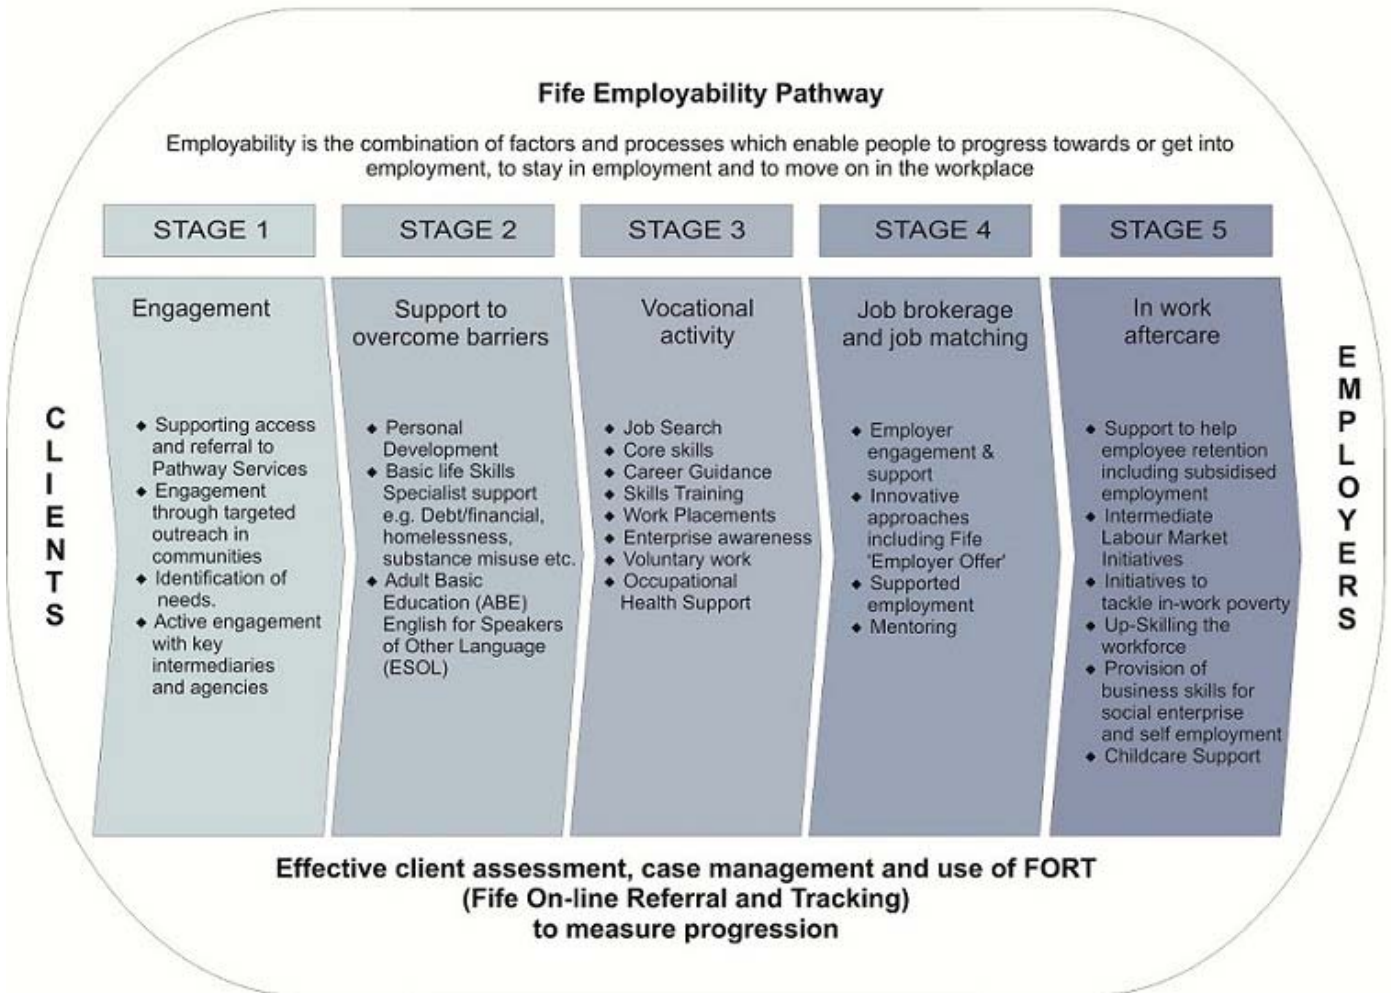 Fife Employability Pathway
Employability is the combination of factors and processes which enable people to progress towards or get into
employment, to stay in employment and to move on in the workplace
CLIENTS
STAGE 1
Engagement
◆ Supporting access
and referral to
Pathway Services
◆ Engagement
through targeted
outreach in
communities
◆ Identification of
needs.
◆ Active engagement
with key
intermediaries
and agencies
STAGE 2
Support to
overcome barriers
◆ Personal
Development
◆ Basic life Skills
Specialist support
e.g. Debt/financial,
homelessness,
substance misuse etc.
◆ Adult Basic
Education (ABE)
English for Speakers
of Other Language
(ESOL)
STAGE 3
Vocational
activity
◆ Job Search
◆ Core skills
◆ Career Guidance
◆ Skills Training
◆ Work Placements
◆ Enterprise awareness
◆ Voluntary work
◆ Occupational
Health Support
STAGE 4
Job brokerage
and job matching
◆ Employer
engagement &
support
◆ Innovative
approaches
including Fife
'Employer Offer'
◆ Supported
employment
◆ Mentoring
STAGE 5
In work
aftercare
◆ Support to help
employee retention
including subsidised
employment
◆ Intermediate
Labour Market
Initiatives
◆ Initiatives to
tackle in-work poverty
◆ Up-Skilling the
workforce
◆ Provision of
business skills for
social enterprise
and self employment
◆ Childcare Support
EMPLOYERS
Effective client assessment, case management and use of FORT
(Fife On-line Referral and Tracking)
to measure progression